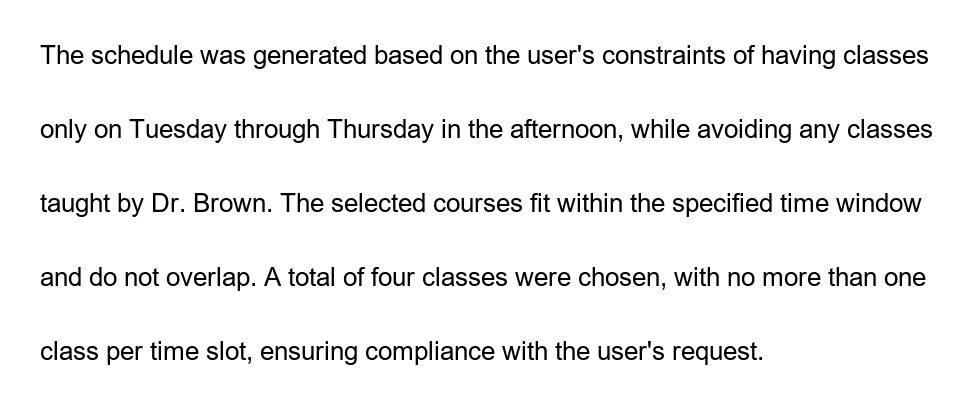 The schedule was generated based on the user's constraints of having classes
only on Tuesday through Thursday in the afternoon, while avoiding any classes
taught by Dr. Brown. The selected courses fit within the specified time window
and do not overlap. A total of four classes were chosen, with no more than one
class per time slot, ensuring compliance with the user's request.